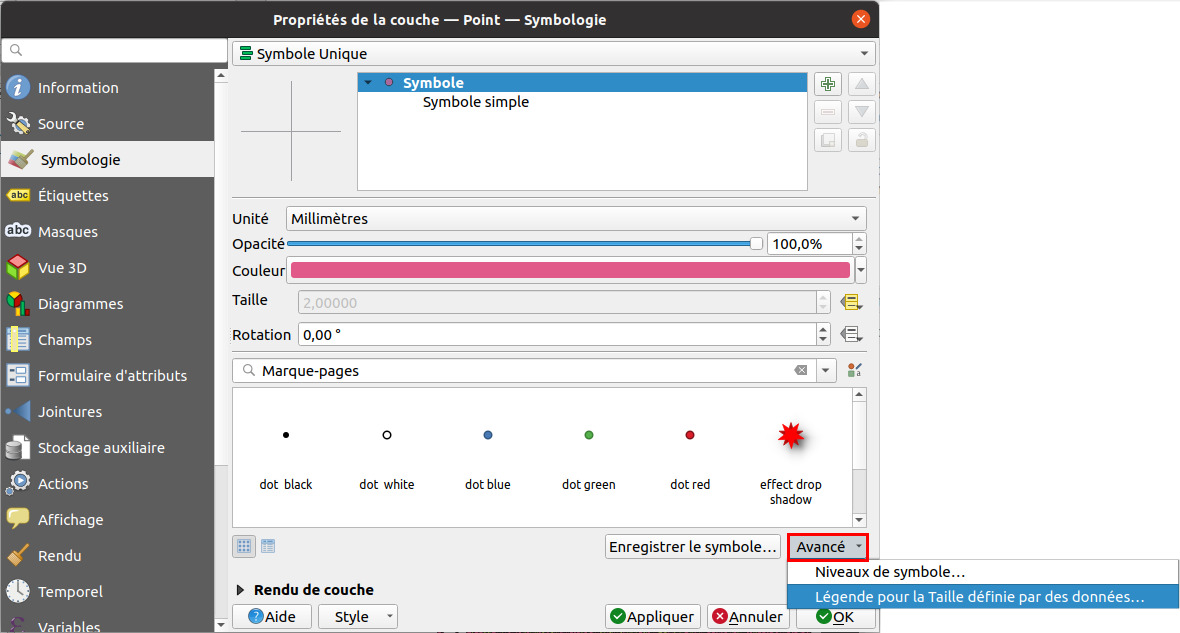 Propriétés de la couche — Point — Symbologie
Symbole Unique
Information
Source
Symbologie
abc Étiquettes
abc Masques
Vue 3D
Diagrammes
Champs
Formulaire d'attributs
Jointures
Stockage auxiliaire
Actions
Affichage
Rendu
Temporel
Variables
Symbole
Symbole simple
Unité Millimètres
Opacité 100,0%
Couleur
Taille 2,00000
Rotation 0,00 °
Marque-pages
dot black
dot white
dot blue
dot green
dot red
effect drop
shadow
Enregistrer le symbole…
Avancé
Niveaux de symbole…
Légende pour la Taille définie par des données…
Rendu de couche
Aide
Style
Appliquer
Annuler
OK